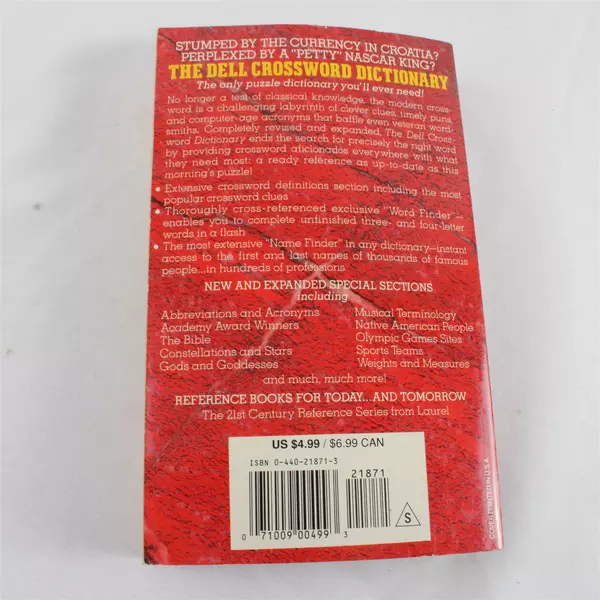 STUMPED BY THE CURRENCY IN CROATIA?
PERPLEXED BY A "PETTY" NASCAR KING?
THE DELL CROSSWORD DICTIONARY
The only puzzle dictionary you'll ever need!
No longer a test of classical knowledge, the modern cross-
word is a challenging labyrinth of clever clues, timely puns,
and computer-age acronyms that baffle even veteran word-
smiths. Completely revised and expanded, The Dell Cross-
word Dictionary ends the search for precisely the right word
by providing crossword aficionados everywhere with what
they need most: a ready reference as up-to-date as this
morning's puzzle!
• Extensive crossword definitions section including the most
popular crossword clues
• Thoroughly cross-referenced exclusive "Word Finder"—
enables you to complete unfinished three- and four-letter
words in a flash
• The most extensive "Name Finder" in any dictionary—instant
access to the first and last names of thousands of famous
people...in hundreds of professions
NEW AND EXPANDED SPECIAL SECTIONS
including
Abbreviations and Acronyms
Academy Award Winners
The Bible
Constellations and Stars
Gods and Goddesses
Musical Terminology
Native American People
Olympic Games Sites
Sports Teams
Weights and Measures
and much, much more!
REFERENCE BOOKS FOR TODAY...AND TOMORROW
The 21st Century Reference Series from Laurel
US $4.99 / $6.99 CAN
ISBN 0-440-21871-3
21871
0 71009 00499 3
S
COVER PRINTED IN U.S.A.